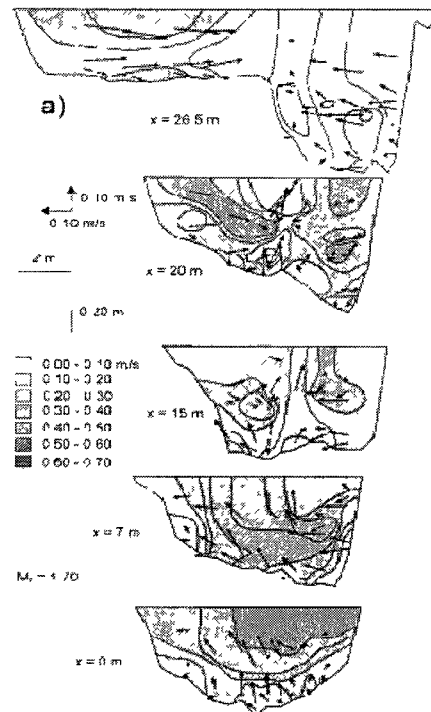 a)
x = 26.5 m
0.10 m/s
0.10 m/s
2 m
x = 20 m
0.20 m
0.00 - 0.10 m/s
0.10 - 0.20
0.20 - 0.30
0.30 - 0.40
0.40 - 0.50
0.50 - 0.60
0.60 - 0.70
x = 15 m
x = 7 m
x = 0 m